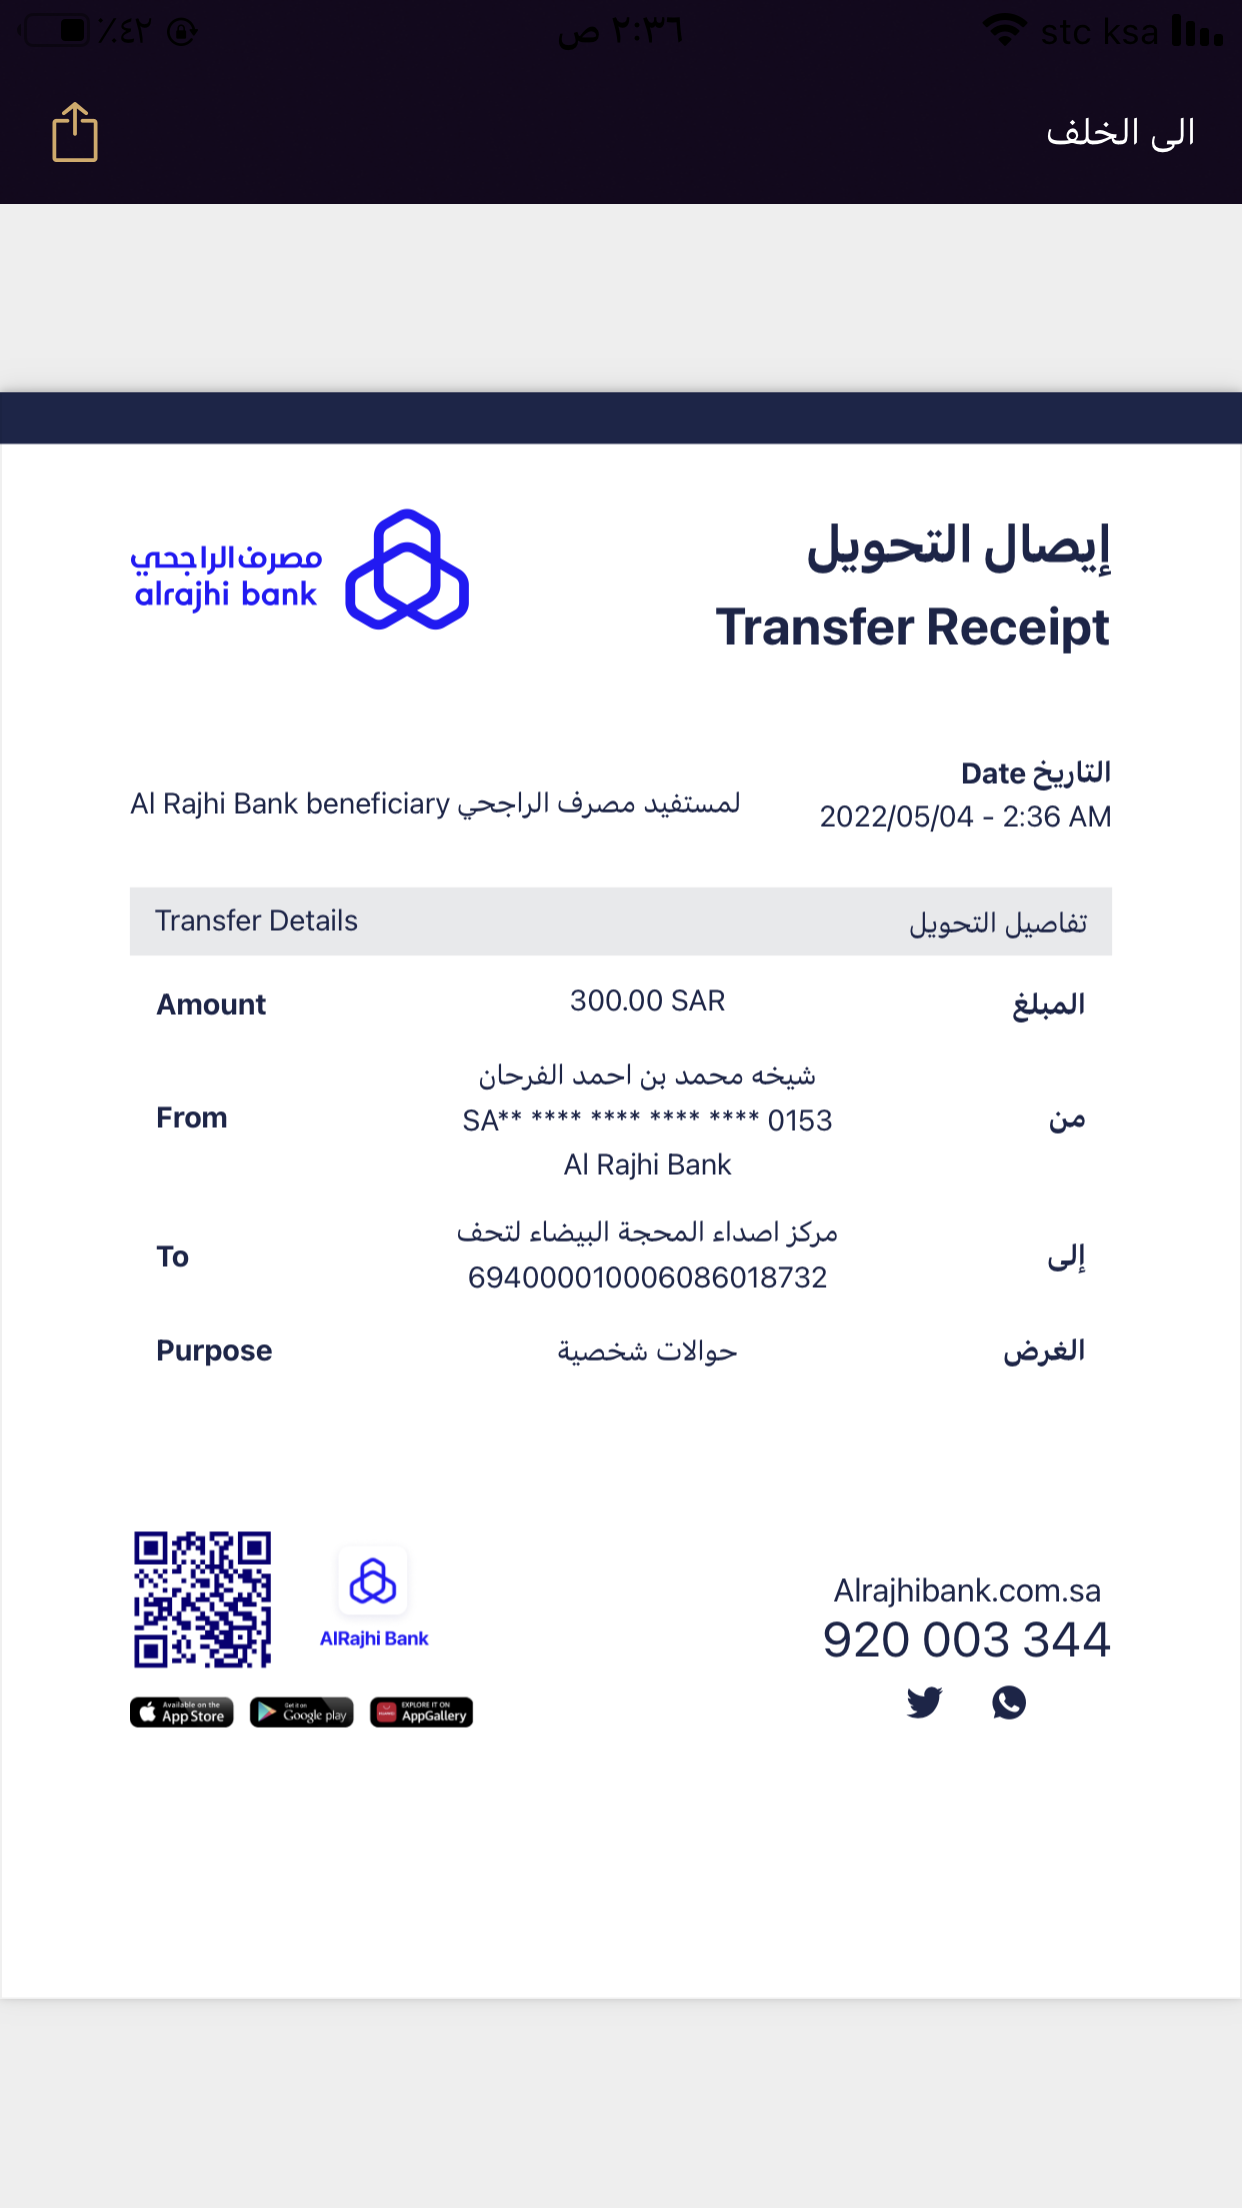 ٪٤٢ ٢:٣٦ ص stc ksa
الى الخلف
مصرف الراجحي
alrajhi bank
إيصال التحويل
Transfer Receipt
التاريخ Date
2022/05/04 - 2:36 AM
Al Rajhi Bank beneficiary لمستفيد مصرف الراجحي
Transfer Details تفاصيل التحويل
Amount 300.00 SAR المبلغ
شيخه محمد بن احمد الفرحان
From SA** **** **** **** **** 0153 من
Al Rajhi Bank
مركز اصداء المحجة البيضاء لتحف
To 694000010006086018732 إلى
Purpose حوالات شخصية الغرض
AlRajhi Bank
Available on the App Store
Get it on Google play
EXPLORE IT ON AppGallery
Alrajhibank.com.sa
920 003 344